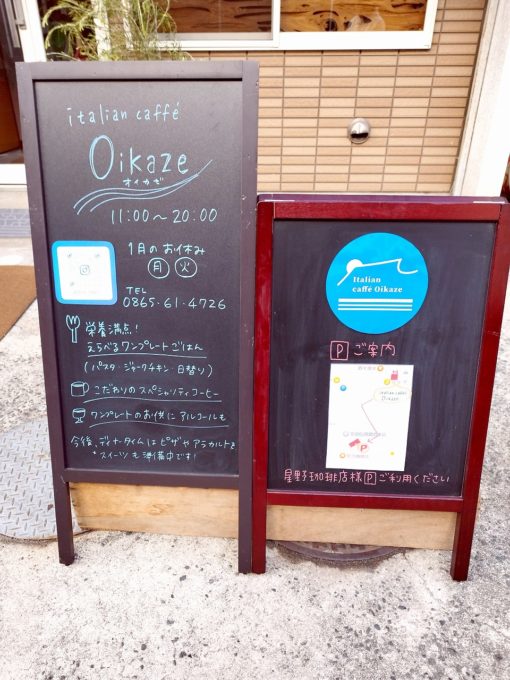 italian caffé
Oikaze
オイカゼ
11:00〜20:00
1月のお休み
月 火
TEL
0865-61-4726
栄養満点!
えらべるワンプレートごはん
(パスタ・ジャークチキン・日替り)
こだわりのスペシャリティコーヒー
ワンプレートのお供にアルコールも
今後、ディナータイムはピザやアラカルトを
*スイーツも準備中です!
Italian
caffé Oikaze
P ご案内
italian caffé
Oikaze
P
星野珈琲店様 P ご利用ください